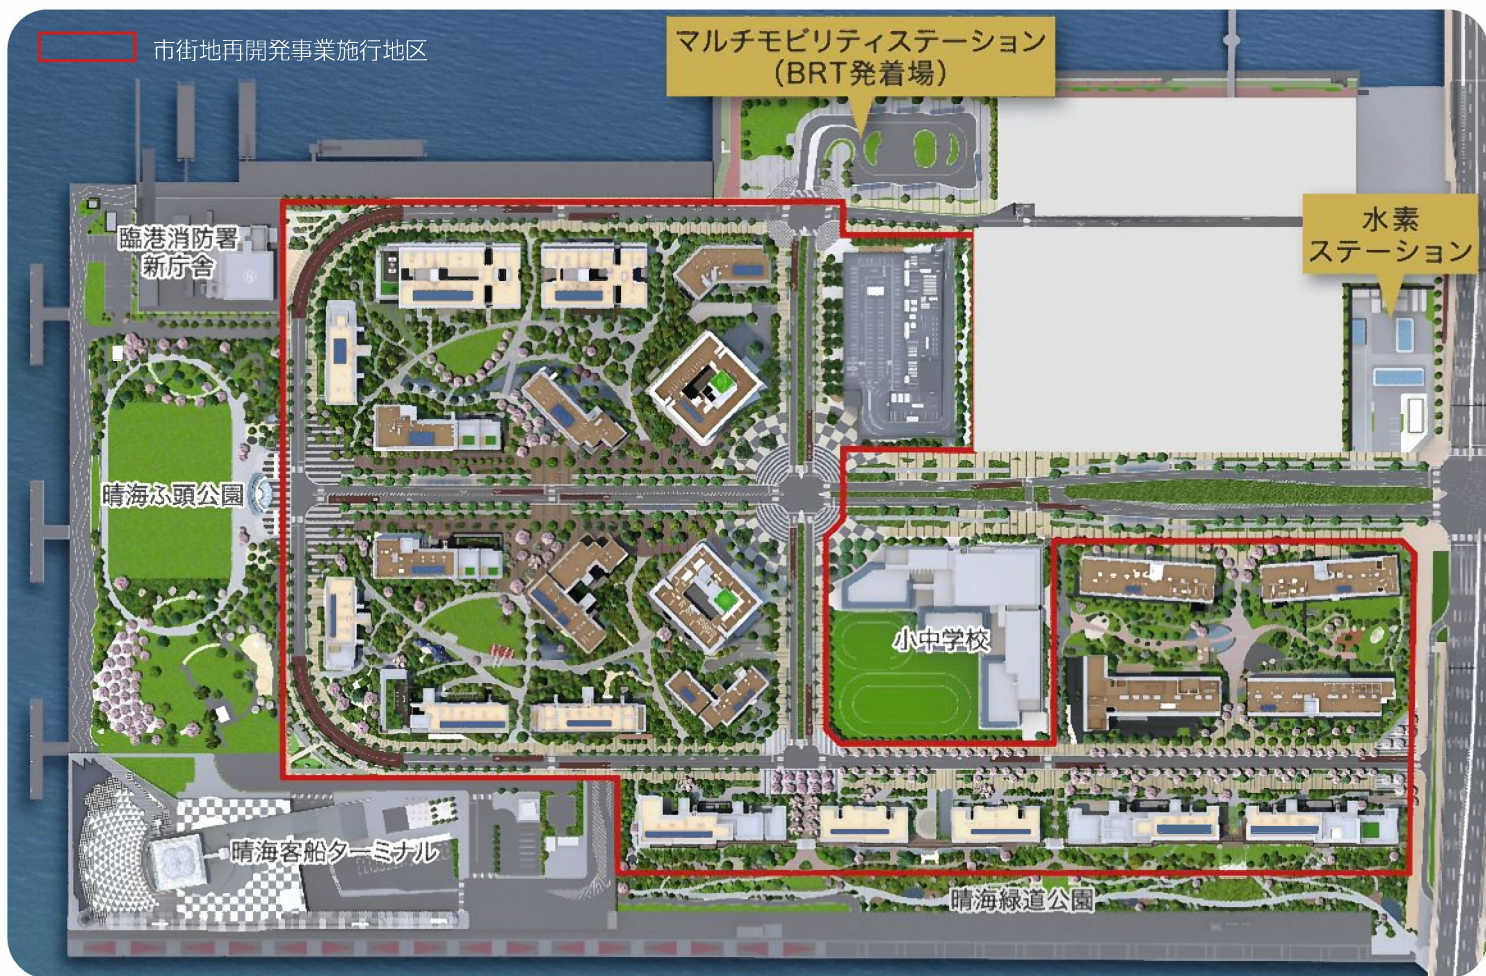 市街地再開発事業施行地区
マルチモビリティステーション
(BRT発着場)
水素
ステーション
臨港消防署
新庁舎
晴海ふ頭公園
小中学校
晴海客船ターミナル
晴海緑道公園